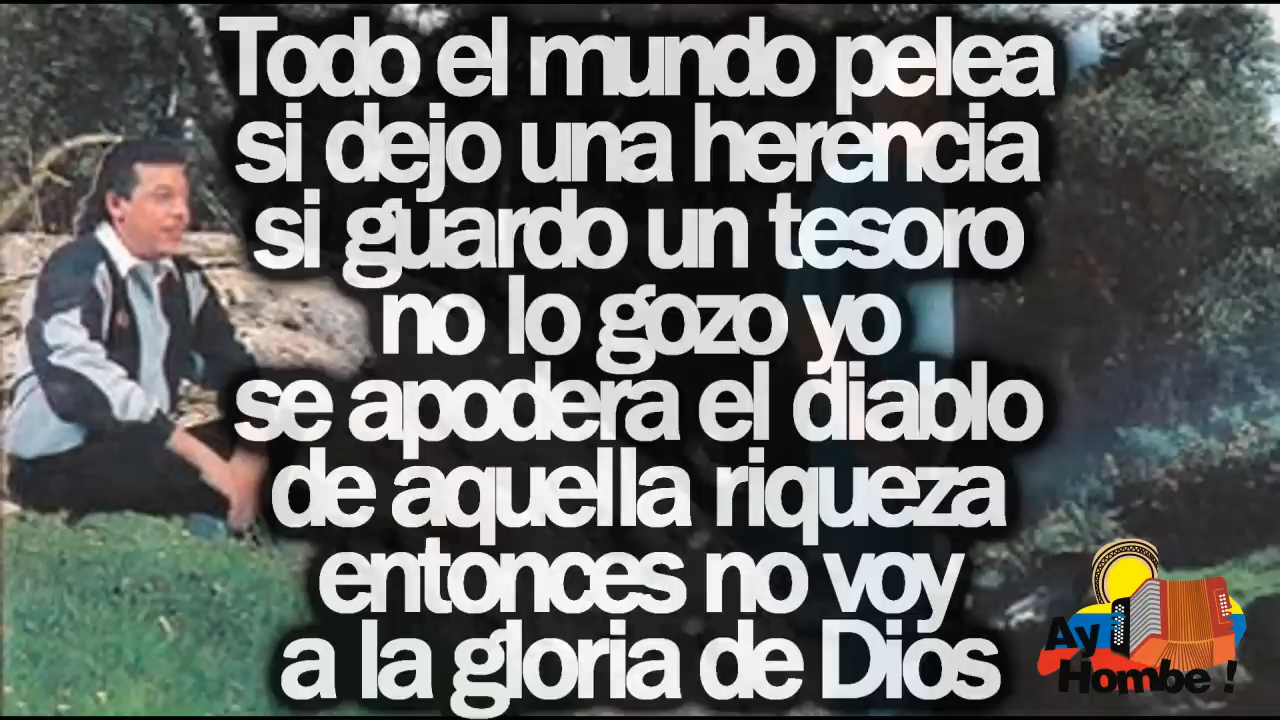 Todo el mundo pelea
si dejo una herencia
si guardo un tesoro
no lo gozo yo
se apodera el diablo
de aquella riqueza
entonces no voy
a la gloria de Dios
Ay
Hombe !